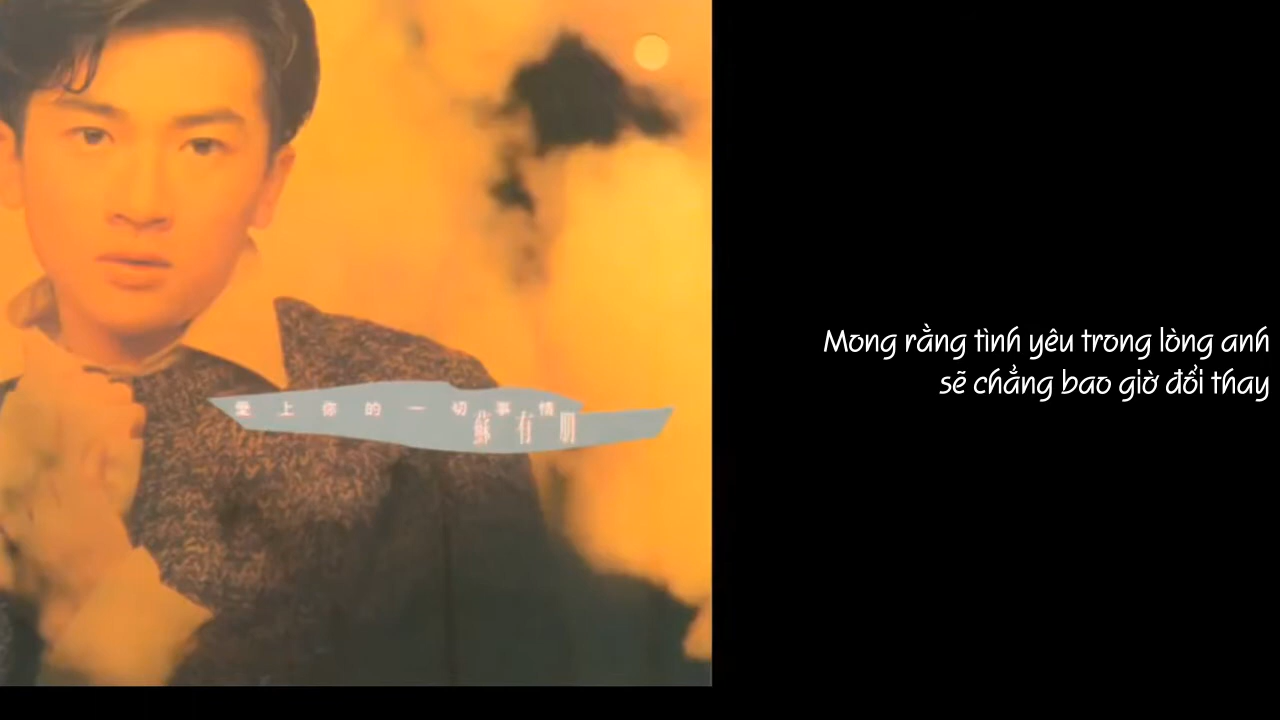 愛上你的一切事情
蘇有朋
Mong rằng tình yêu trong lòng anh
sẽ chẳng bao giờ đổi thay